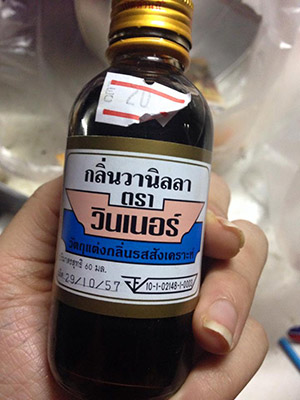 20
กลิ่นวานิลลา
ตรา
วินเนอร์
วัตถุแต่งกลิ่นรสสังเคราะห์
ปริมาตรสุทธิ 60 มล.
29/10/57
10-1-02148-1-0003